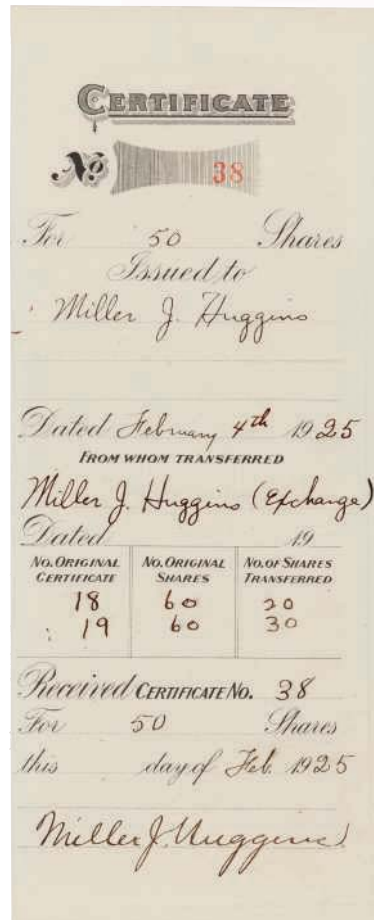 CERTIFICATE
No. 38
For 50 Shares
Issued to
Miller J. Huggins
Dated February 4th 1925
FROM WHOM TRANSFERRED
Miller J. Huggins (Exchange)
Dated 19
No. ORIGINAL CERTIFICATE No. ORIGINAL SHARES No. OF SHARES TRANSFERRED
18 60 20
19 60 30
Received CERTIFICATE No. 38
For 50 Shares
this day of Feb. 1925
Miller J. Huggins